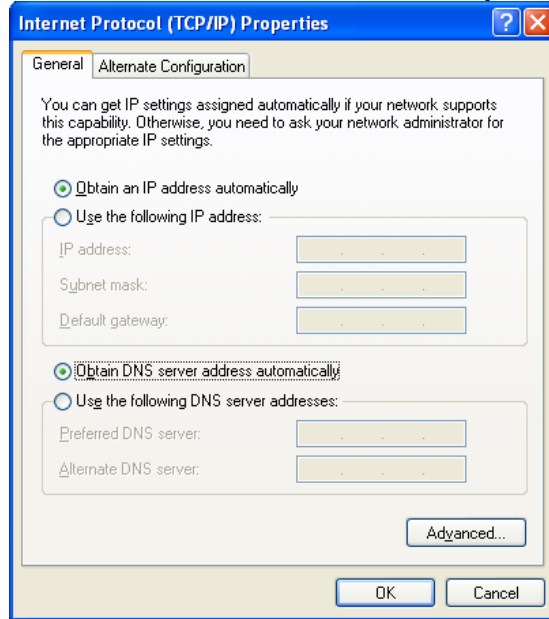 Internet Protocol (TCP/IP) Properties
General
Alternate Configuration
You can get IP settings assigned automatically if your network supports
this capability. Otherwise, you need to ask your network administrator for
the appropriate IP settings.
Obtain an IP address automatically
Use the following IP address:
IP address:
Subnet mask:
Default gateway:
Obtain DNS server address automatically
Use the following DNS server addresses:
Preferred DNS server:
Alternate DNS server:
Advanced...
OK
Cancel